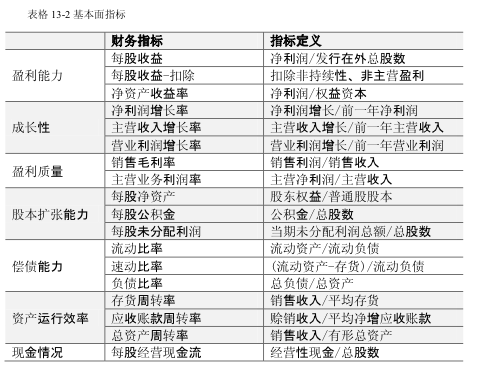 表格 13-2 基本面指标
财务指标 指标定义
盈利能力 每股收益 净利润/发行在外总股数
每股收益-扣除 扣除非持续性、非主营盈利
净资产收益率 净利润/权益资本
成长性 净利润增长率 净利润增长/前一年净利润
主营收入增长率 主营收入增长/前一年主营收入
营业利润增长率 营业利润增长/前一年营业利润
盈利质量 销售毛利率 销售利润/销售收入
主营业务利润率 主营净利润/主营收入
股本扩张能力 每股净资产 股东权益/普通股股本
每股公积金 公积金/总股数
每股未分配利润 当期未分配利润总额/总股数
偿债能力 流动比率 流动资产/流动负债
速动比率 (流动资产-存货)/流动负债
负债比率 总负债/总资产
资产运行效率 存货周转率 销售收入/平均存货
应收账款周转率 赊销收入/平均净增应收账款
总资产周转率 销售收入/有形总资产
现金情况 每股经营现金流 经营性现金/总股数